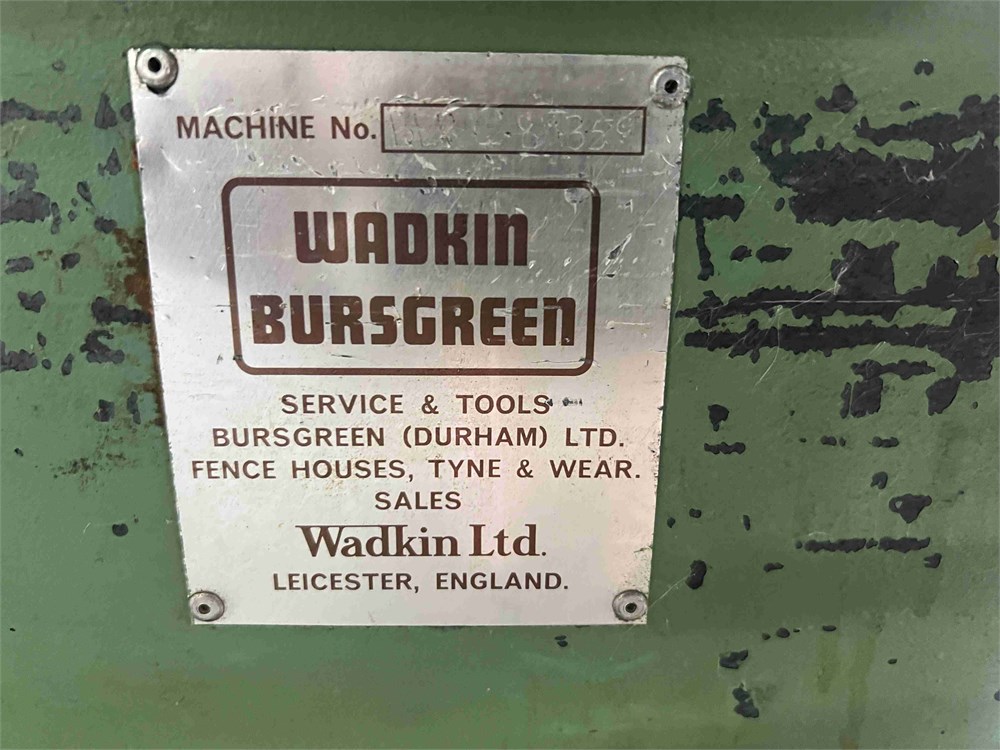 MACHINE No.
WADKIN
BURSGREEN
SERVICE & TOOLS
BURSGREEN (DURHAM) LTD.
FENCE HOUSES, TYNE & WEAR.
SALES
Wadkin Ltd.
LEICESTER, ENGLAND.